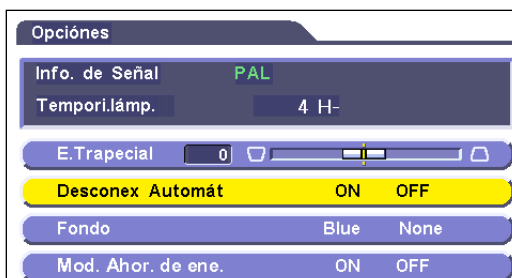 Opciónes
Info. de Señal PAL
Tempori.lámp. 4 H-
E.Trapecial 0
Desconex Automát ON OFF
Fondo Blue None
Mod. Ahor. de ene. ON OFF